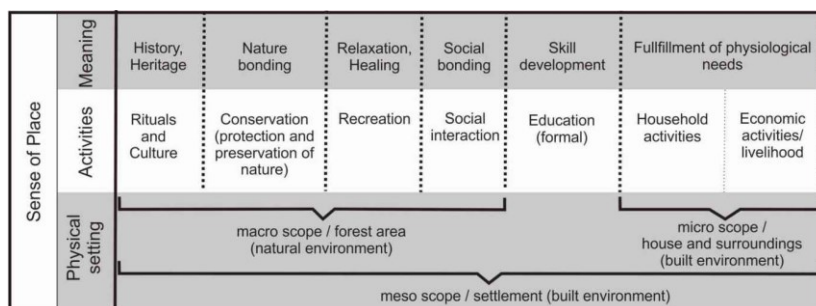 Sense of Place
Meaning
History,
Heritage
Nature
bonding
Relaxation,
Healing
Social
bonding
Skill
development
Fullfillment of physiological
needs
Activities
Rituals
and
Culture
Conservation
(protection and
preservation of
nature)
Recreation
Social
interaction
Education
(formal)
Household
activities
Economic
activities/
livelihood
Physical
setting
macro scope / forest area
(natural environment)
micro scope /
house and surroundings
(built environment)
meso scope / settlement (built environment)